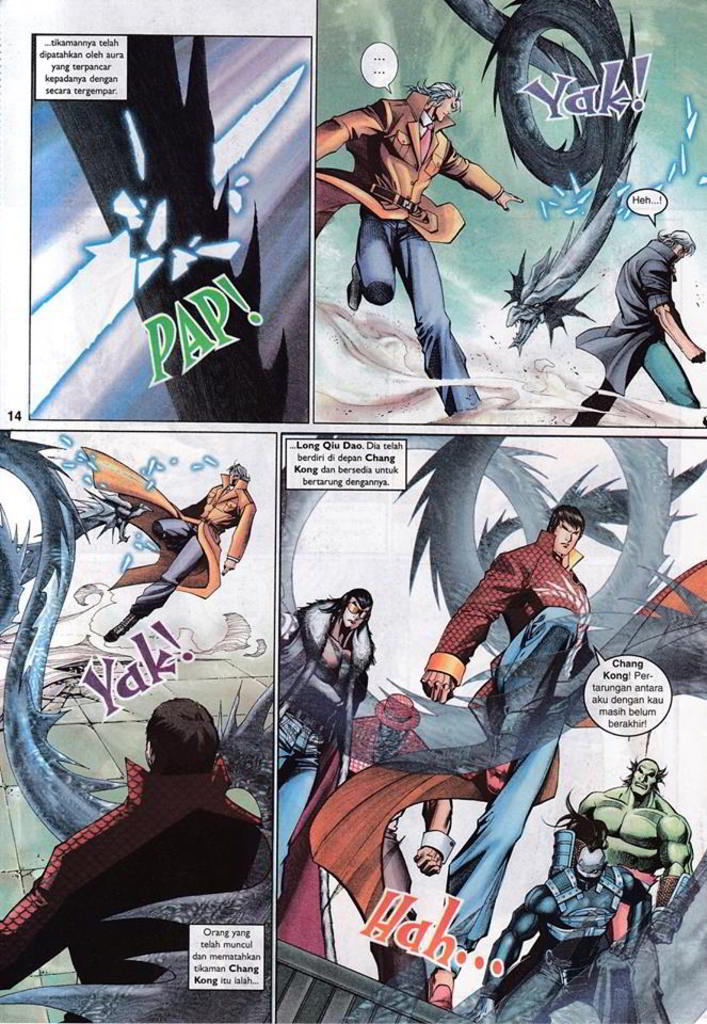 ...tikamannya telah
dipatahkan oleh aura
yang terpancar
kepadanya dengan
secara tergempar.
PAP!
...
...
Yak!
Heh...!
14
Yak!
Orang yang
telah muncul
dan mematahkan
tikaman Chang
Kong itu ialah...
...Long Qiu Dao. Dia telah
berdiri di depan Chang
Kong dan bersedia untuk
bertarung dengannya.
Chang
Kong! Per-
tarungan antara
aku dengan kau
masih belum
berakhir!
Hah...